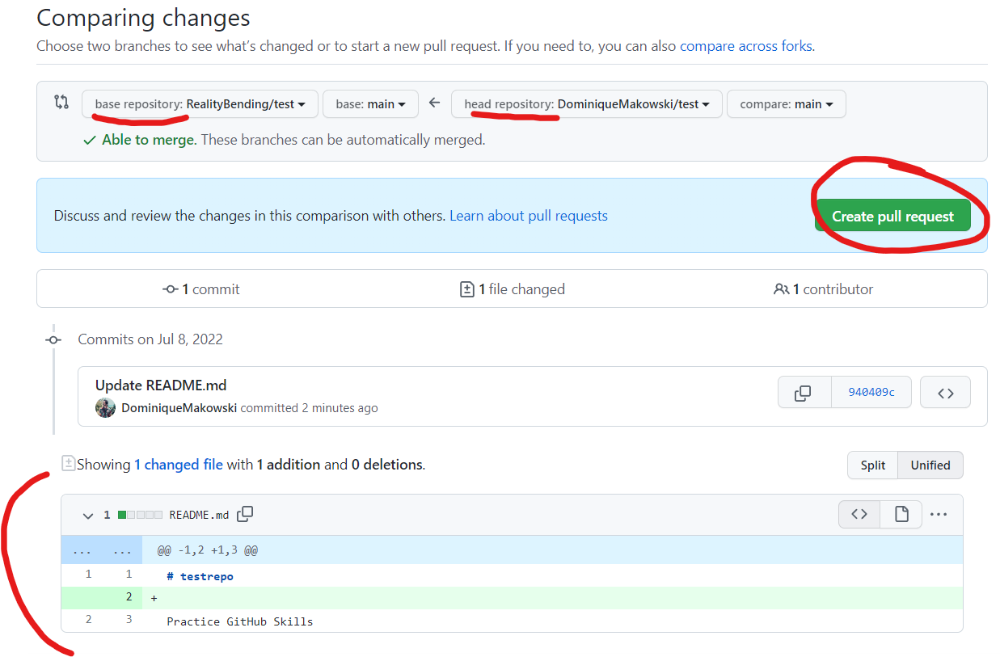 Comparing changes
Choose two branches to see what's changed or to start a new pull request. If you need to, you can also compare across forks.
base repository: RealityBending/test base: main ← head repository: DominiqueMakowski/test compare: main
Able to merge. These branches can be automatically merged.
Discuss and review the changes in this comparison with others. Learn about pull requests Create pull request
1 commit 1 file changed 1 contributor
Commits on Jul 8, 2022
Update README.md
DominiqueMakowski committed 2 minutes ago 940409c
Showing 1 changed file with 1 addition and 0 deletions. Split Unified
1 README.md
... ... @@ -1,2 +1,3 @@
1 1 # testrepo
2 +
2 3 Practice GitHub Skills